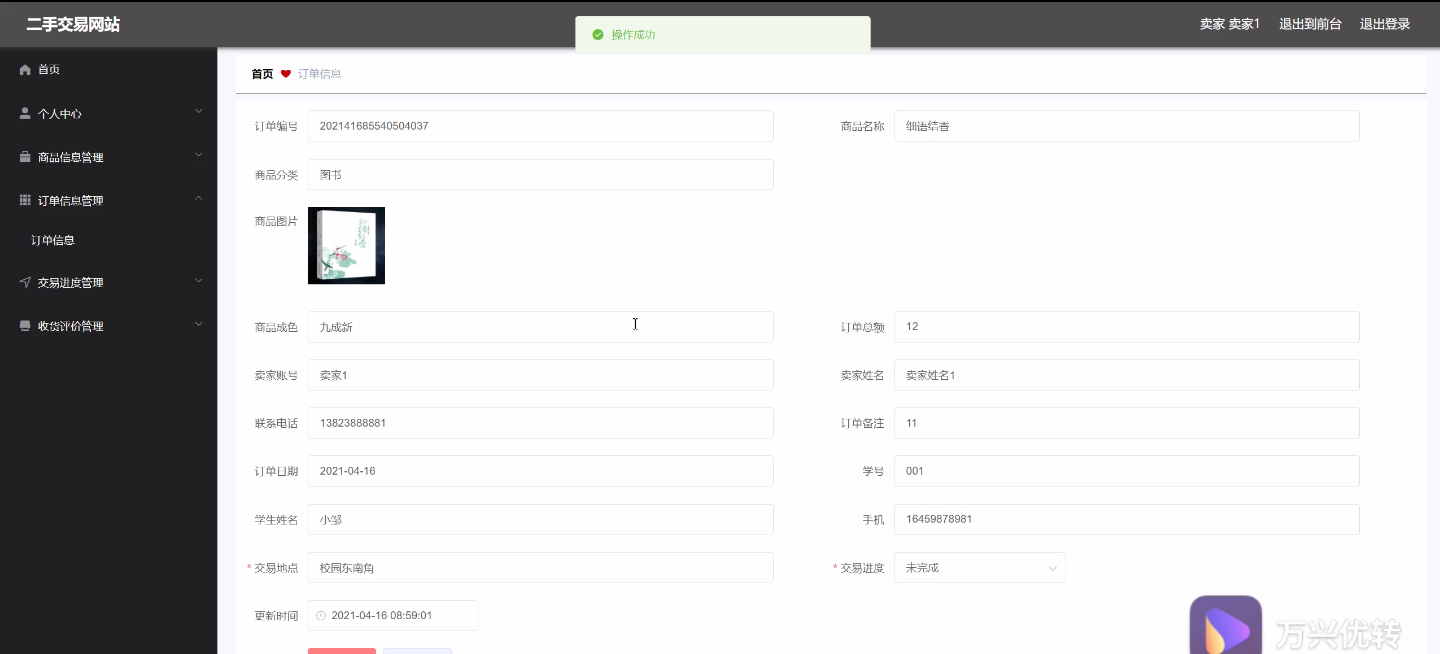 二手交易网站
操作成功
卖家 卖家1 退出到前台 退出登录
首页
个人中心
商品信息管理
订单信息管理
订单信息
交易进度管理
收货评价管理
首页 订单信息
订单编号 202141685540504037 商品名称 细语结香
商品分类 图书
商品图片
商品成色 九成新 订单总额 12
卖家账号 卖家1 卖家姓名 卖家姓名1
联系电话 13823888881 订单备注 11
订单日期 2021-04-16 学号 001
学生姓名 小邹 手机 16459878981
* 交易地点 校园东南角 * 交易进度 未完成
更新时间 2021-04-16 08:59:01
万兴优转